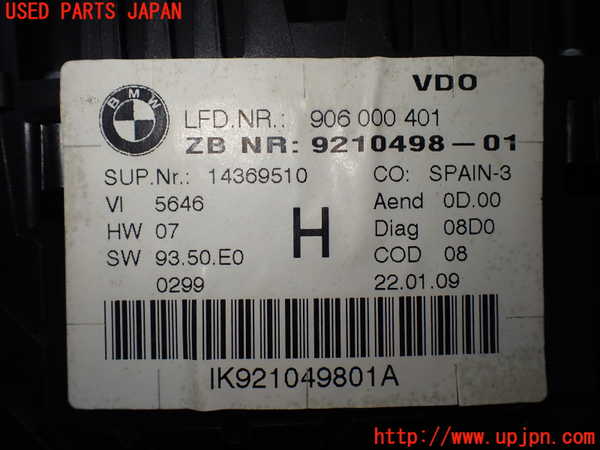 USED PARTS JAPAN
VDO
BMW
LFD.NR.: 906 000 401
ZB NR: 9210498-01
SUP.Nr.: 14369510 CO: SPAIN-3
VI 5646 Aend 0D.00
HW 07 H Diag 08D0
SW 93.50.E0 COD 08
0299 22.01.09
IK921049801A
http://www.upjpn.com/